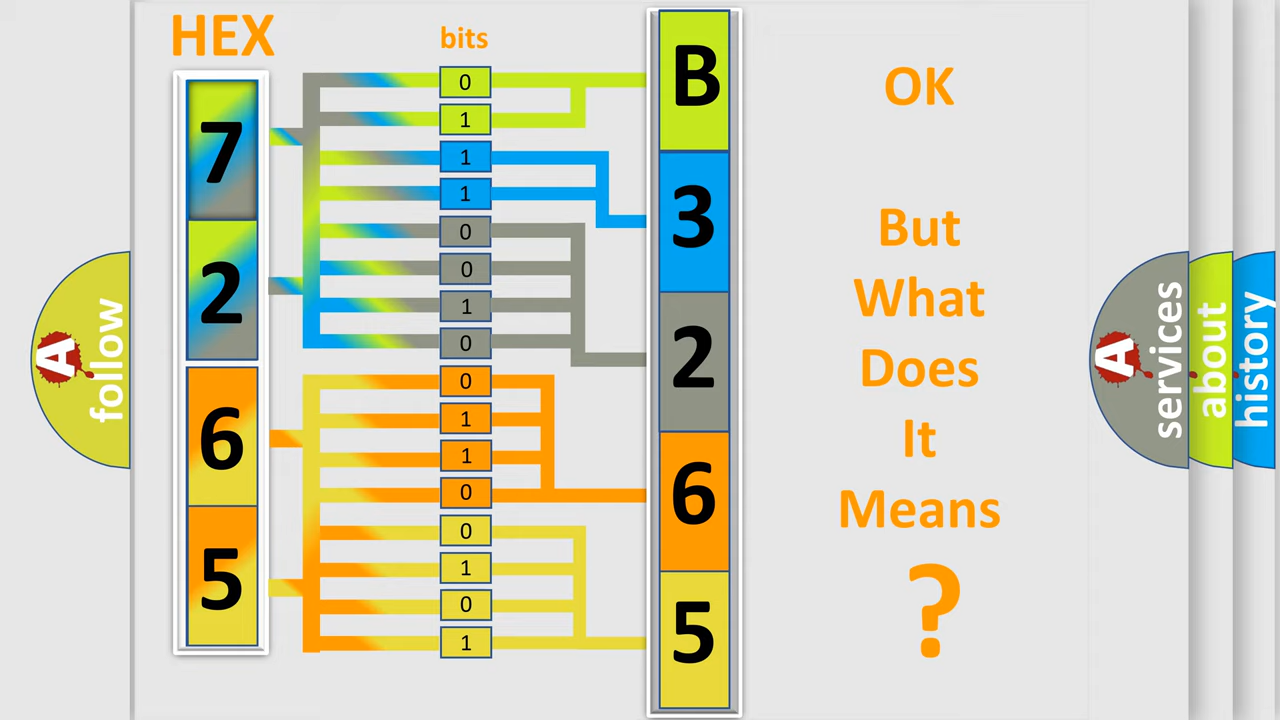 HEX
bits
7
2
6
5
0
1
1
1
0
0
1
0
0
1
1
0
0
1
0
1
B
3
2
6
5
OK
But
What
Does
It
Means
?
A
follow
A
services
about
history